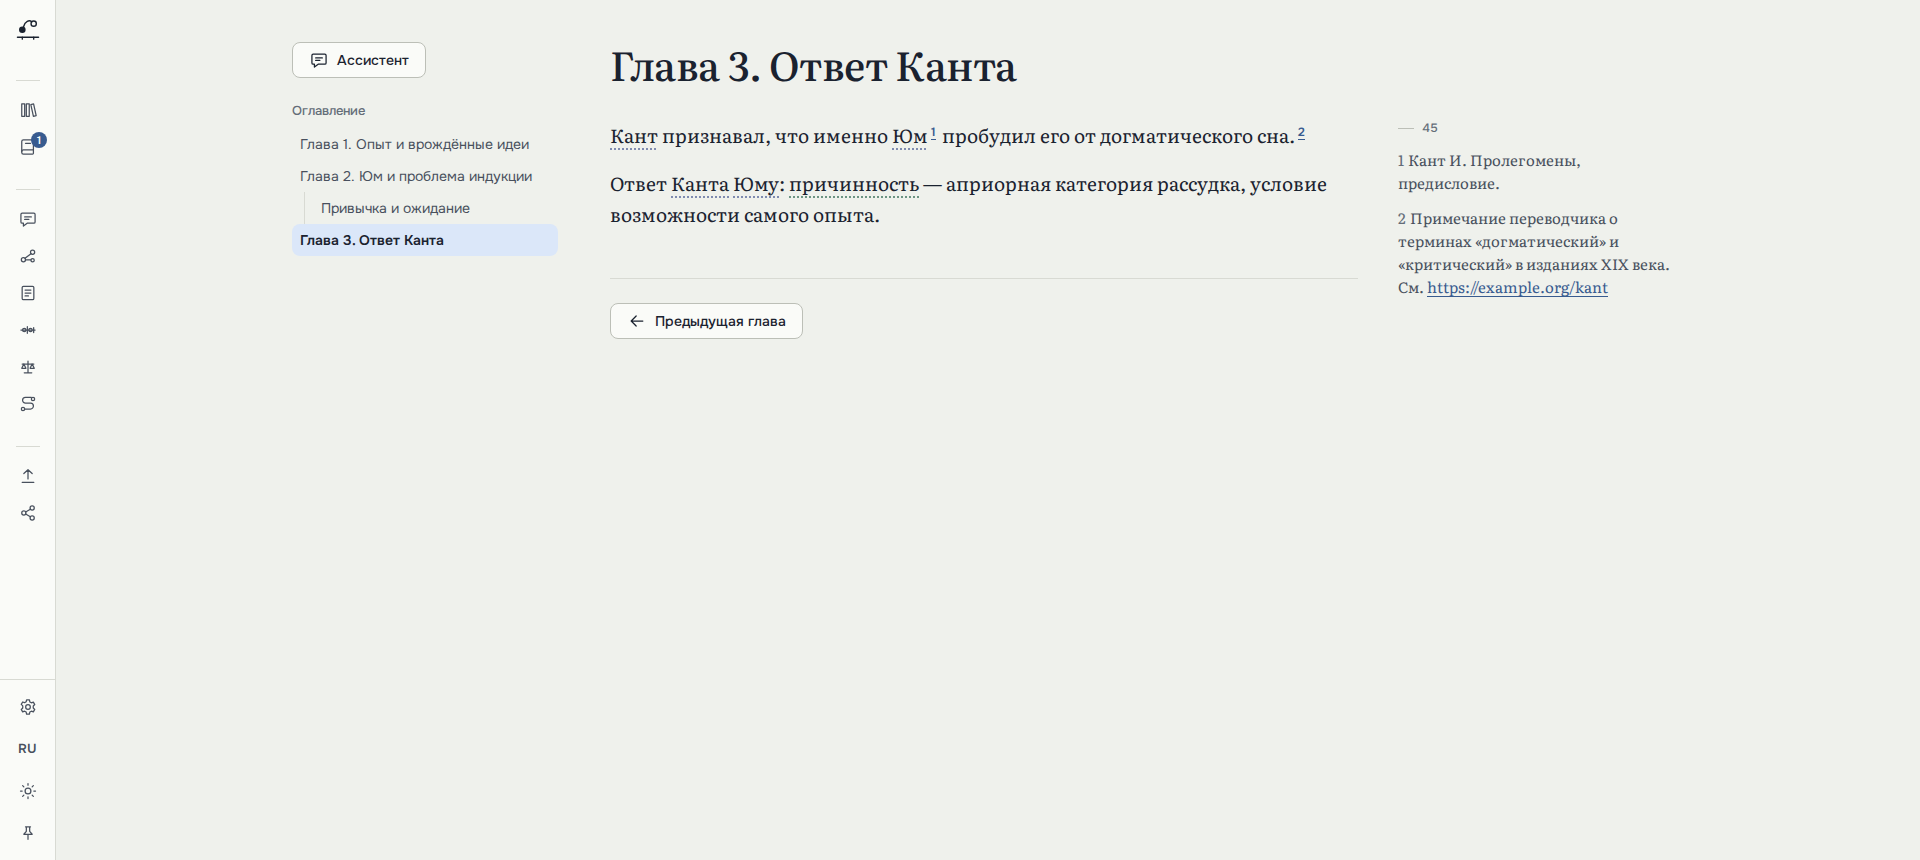 1
RU
Ассистент
Оглавление
Глава 1. Опыт и врождённые идеи
Глава 2. Юм и проблема индукции
Привычка и ожидание
Глава 3. Ответ Канта
Глава 3. Ответ Канта
Кант признавал, что именно Юм 1 пробудил его от догматического сна. 2
Ответ Канта Юму: причинность — априорная категория рассудка, условие
возможности самого опыта.
Предыдущая глава
45
1 Кант И. Пролегомены,
предисловие.
2 Примечание переводчика о
терминах «догматический» и
«критический» в изданиях XIX века.
См. https://example.org/kant